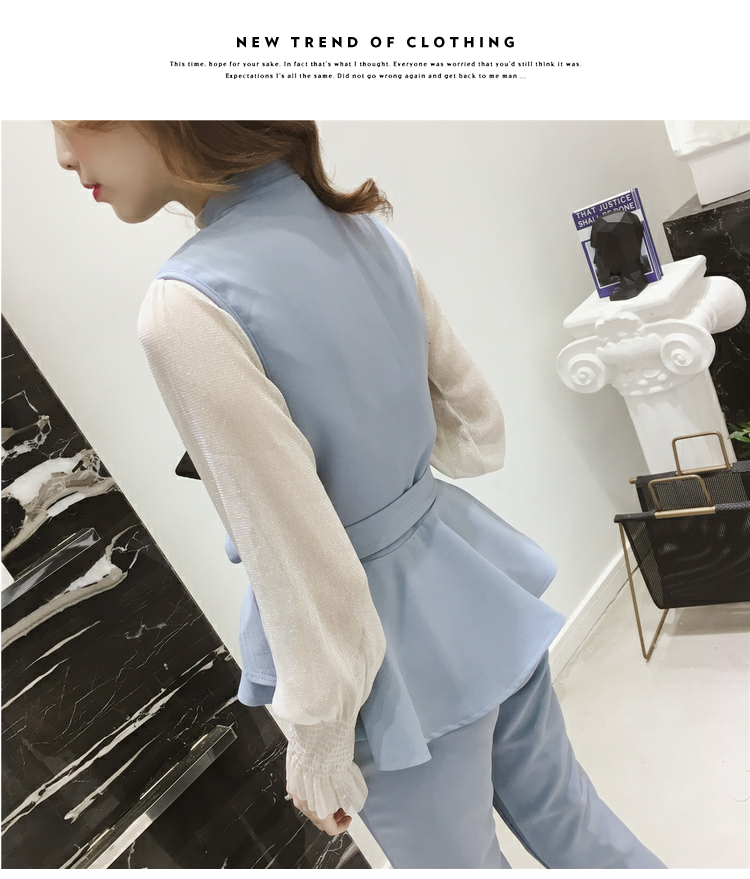 NEW TREND OF CLOTHING
This time, hope for your sake. In fact that's what I thought. Everyone was worried that you'd still think it was.
Expectations I's all the same. Did not go wrong again and get back to me man ...
THAT JUSTICE
SHALL BE DONE